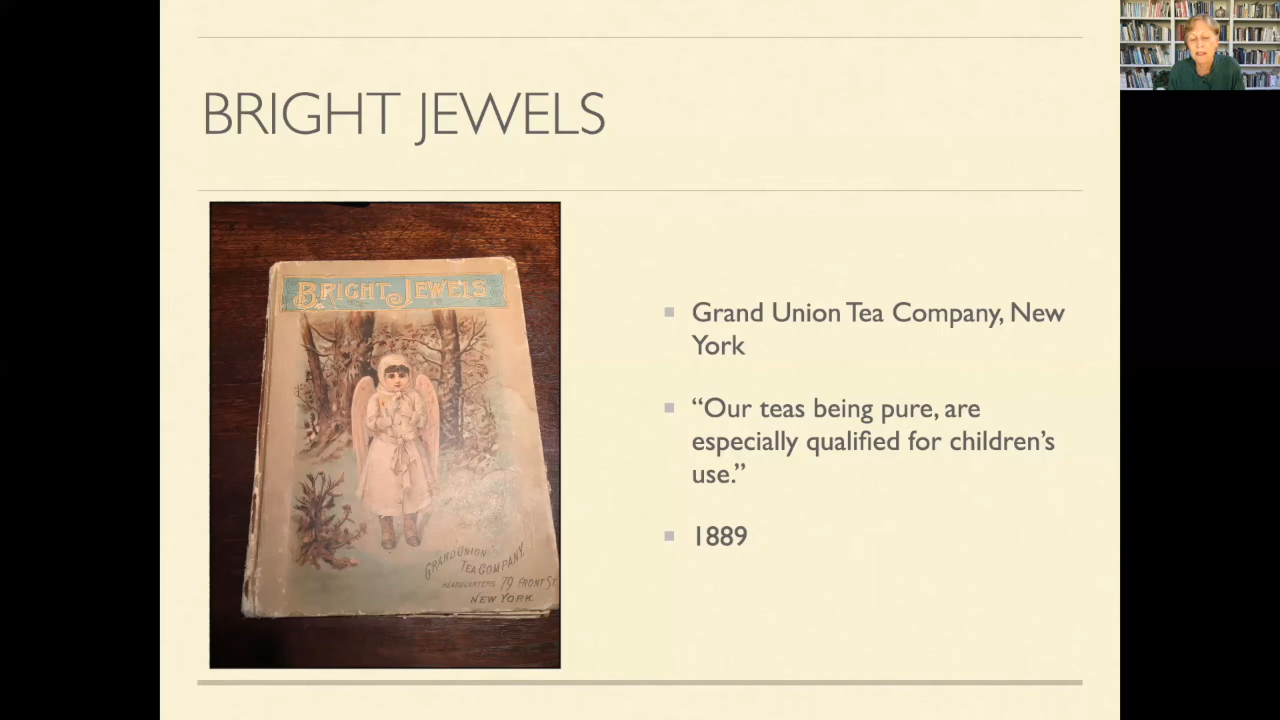 BRIGHT JEWELS
BRIGHT JEWELS
GRAND UNION
TEA COMPANY,
HEADQUARTERS 79 FRONT ST
NEW YORK.
Grand Union Tea Company, New
York
“Our teas being pure, are
especially qualified for children’s
use.”
1889